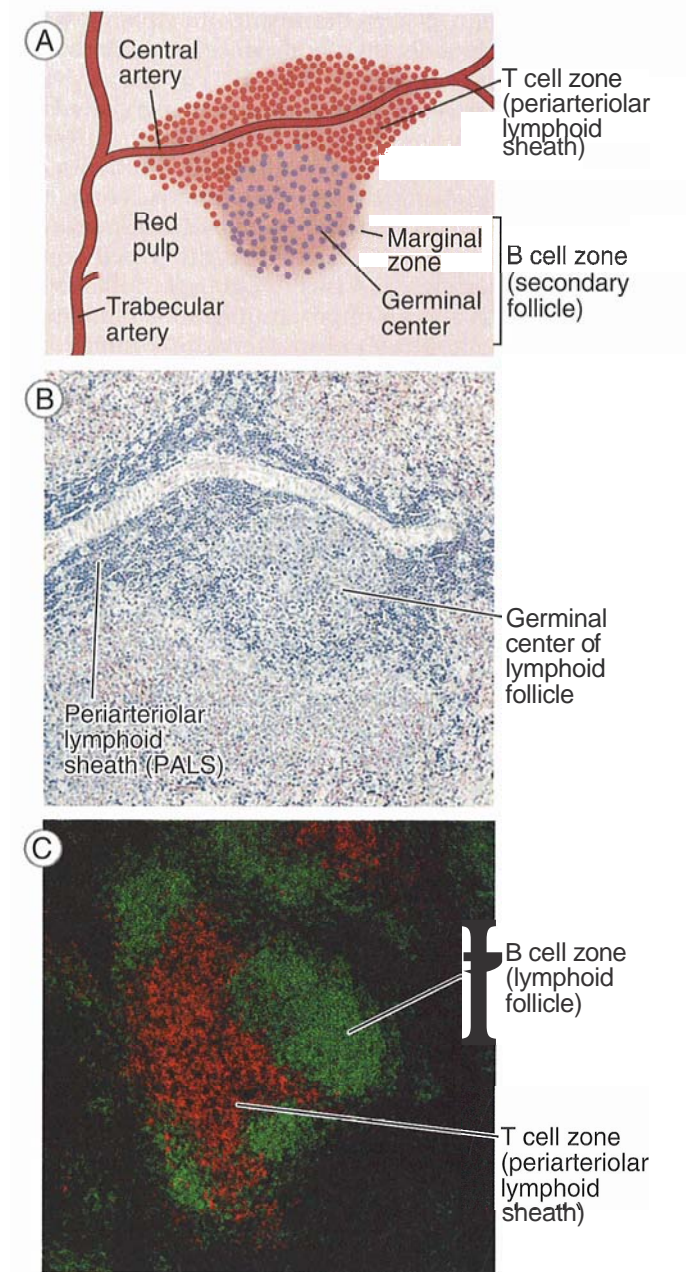 A
Central
artery
T cell zone
(periarteriolar
lymphoid
sheath)
Red
pulp
Marginal
zone
B cell zone
(secondary
follicle)
Germinal
center
Trabecular
artery
B
Germinal
center of
lymphoid
follicle
Periarteriolar
lymphoid
sheath (PALS)
C
B cell zone
(lymphoid
follicle)
T cell zone
(periarteriolar
lymphoid
sheath)